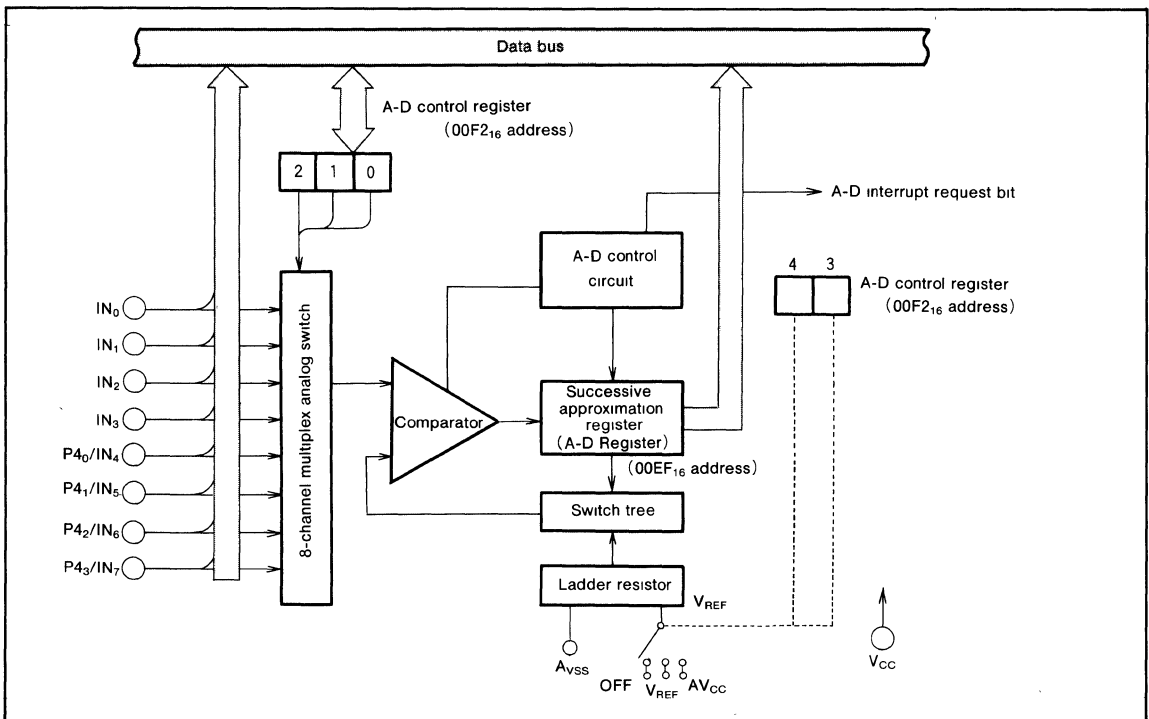 Data bus
A-D control register
(00F2₁₆ address)
2 1 0
A-D interrupt request bit
A-D control
circuit
4 3
A-D control register
(00F2₁₆ address)
IN₀
IN₁
IN₂
IN₃
P4₀/IN₄
P4₁/IN₅
P4₂/IN₆
P4₃/IN₇
8-channel multiplex analog switch
Comparator
Successive
approximation
register
(A-D Register)
(00EF₁₆ address)
Switch tree
Ladder resistor
V_REF
A_VSS
OFF V_REF AV_CC
V_CC